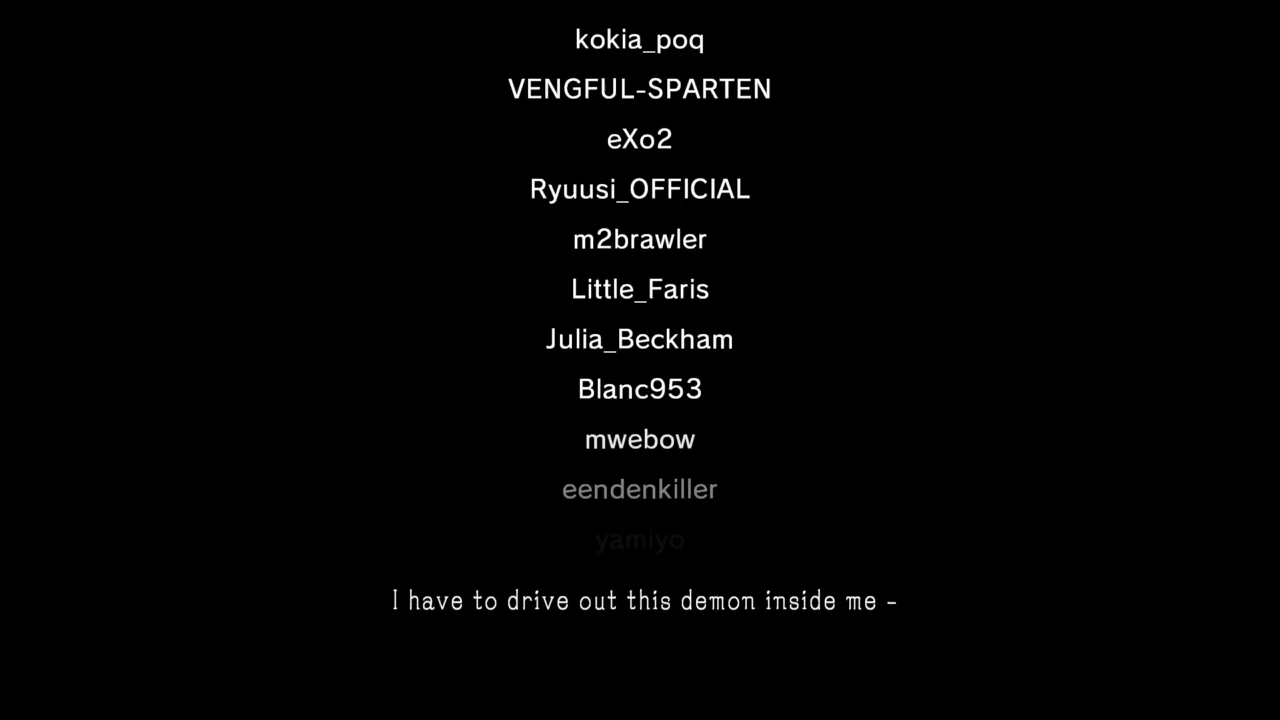 kokia_poq
VENGFUL-SPARTEN
eXo2
Ryuusi_OFFICIAL
m2brawler
Little_Faris
Julia_Beckham
Blanc953
mwebow
eendenkiller
yamiyo
I have to drive out this demon inside me -